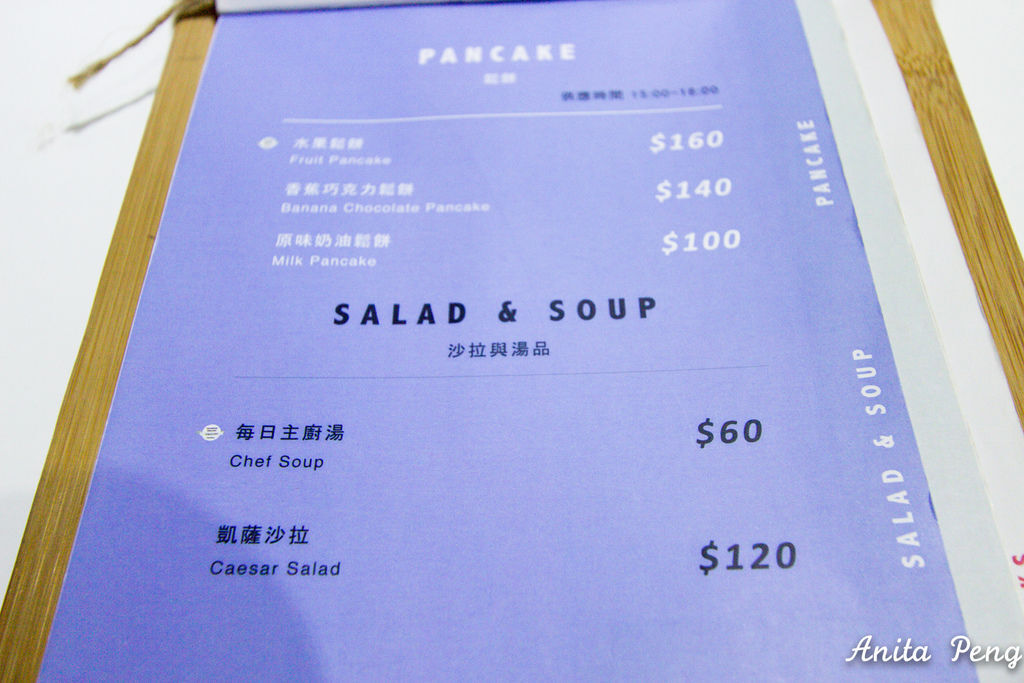 PANCAKE
鬆餅
供應時間 15:00~18:00
水果鬆餅 $160
Fruit Pancake
香蕉巧克力鬆餅 $140
Banana Chocolate Pancake
原味奶油鬆餅 $100
Milk Pancake
SALAD & SOUP
沙拉與湯品
每日主廚湯 $60
Chef Soup
凱薩沙拉 $120
Caesar Salad
PANCAKE
SALAD & SOUP
Anita Peng